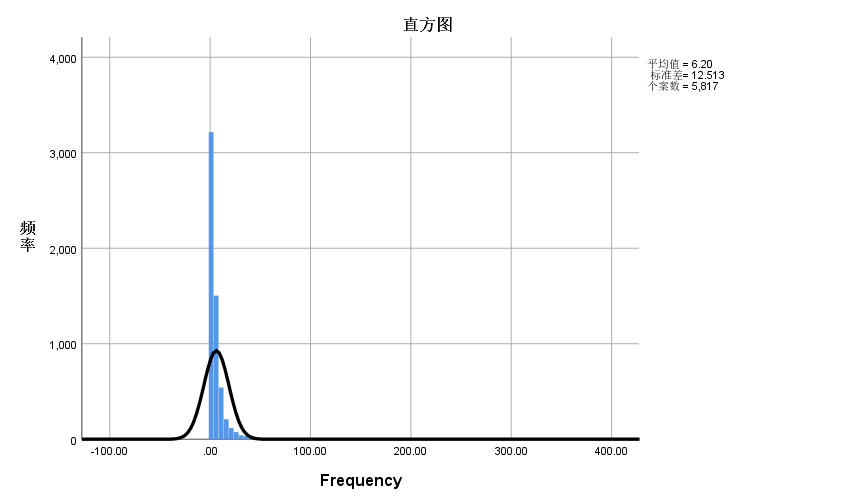 直方图
平均值 = 6.20
标准差= 12.513
个案数 = 5,817
4,000
3,000
2,000
1,000
0
频率
-100.00
.00
100.00
200.00
300.00
400.00
Frequency